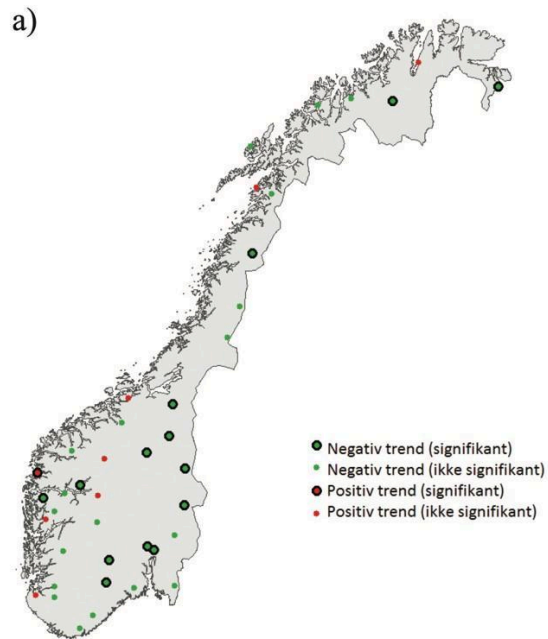 a)
Negativ trend (signifikant)
Negativ trend (ikke signifikant)
Positiv trend (signifikant)
Positiv trend (ikke signifikant)